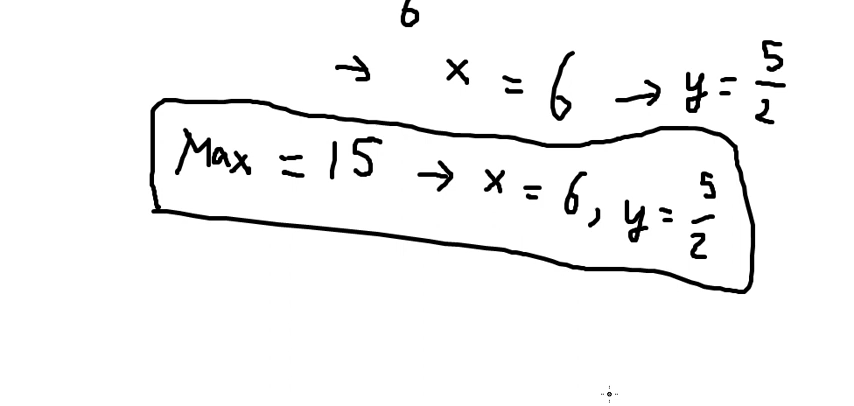 6
→ x = 6 → y = 5/2
Max = 15 → x = 6, y = 5/2